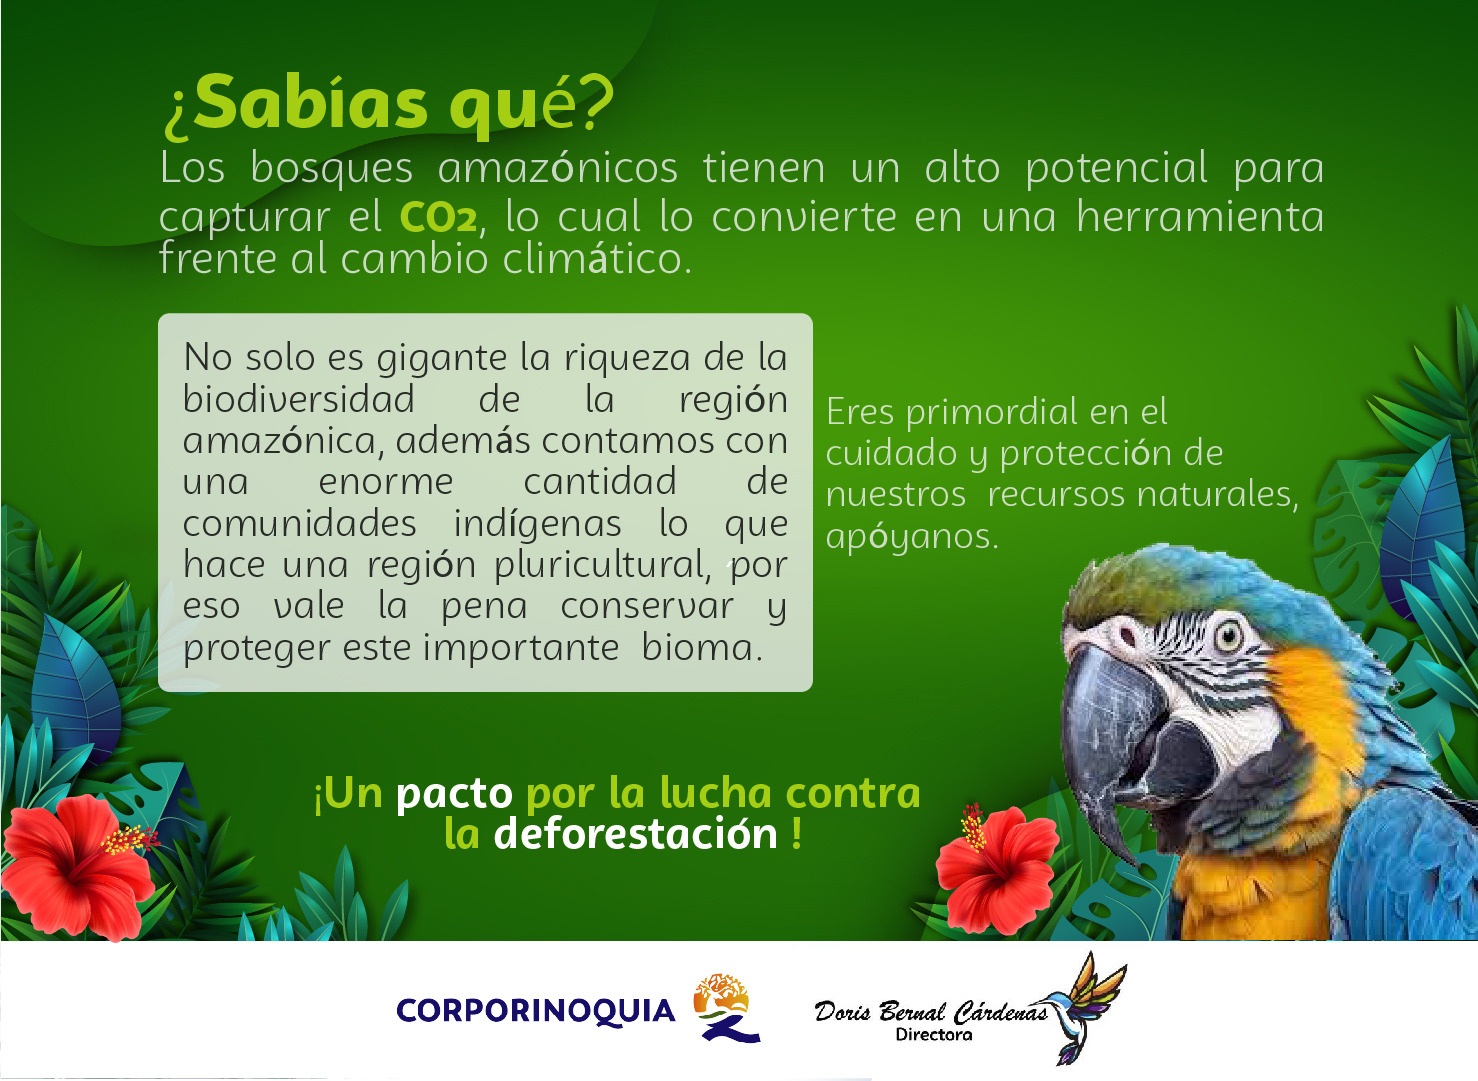 ¿Sabías qué?
Los bosques amazónicos tienen un alto potencial para
capturar el CO2, lo cual lo convierte en una herramienta
frente al cambio climático.
No solo es gigante la riqueza de la
biodiversidad de la región
amazónica, además contamos con
una enorme cantidad de
comunidades indígenas lo que
hace una región pluricultural, por
eso vale la pena conservar y
proteger este importante bioma.
Eres primordial en el
cuidado y protección de
nuestros recursos naturales,
apóyanos.
¡Un pacto por la lucha contra
la deforestación !
CORPORINOQUIA
Doris Bernal Cárdenas
Directora